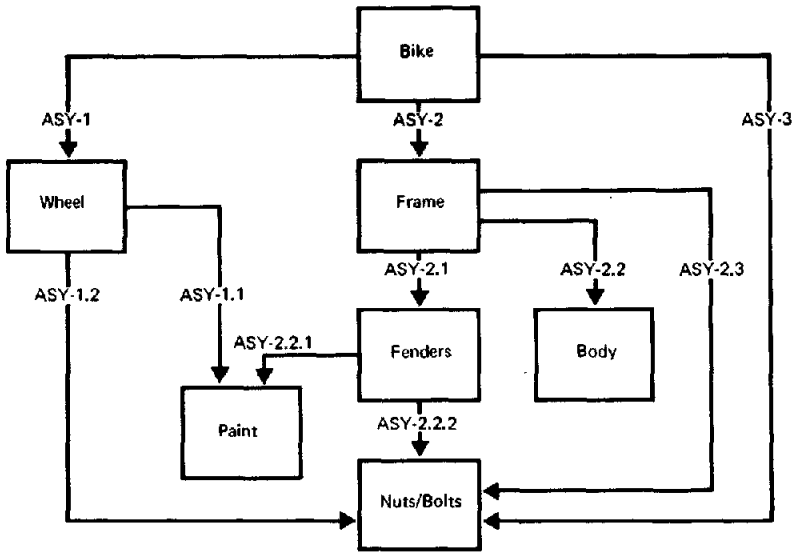 Bike
ASY-1
ASY-2
ASY-3
Wheel
Frame
ASY-2.1
ASY-2.2
ASY-2.3
ASY-1.2
ASY-1.1
ASY-2.2.1
Fenders
Body
Paint
ASY-2.2.2
Nuts/Bolts